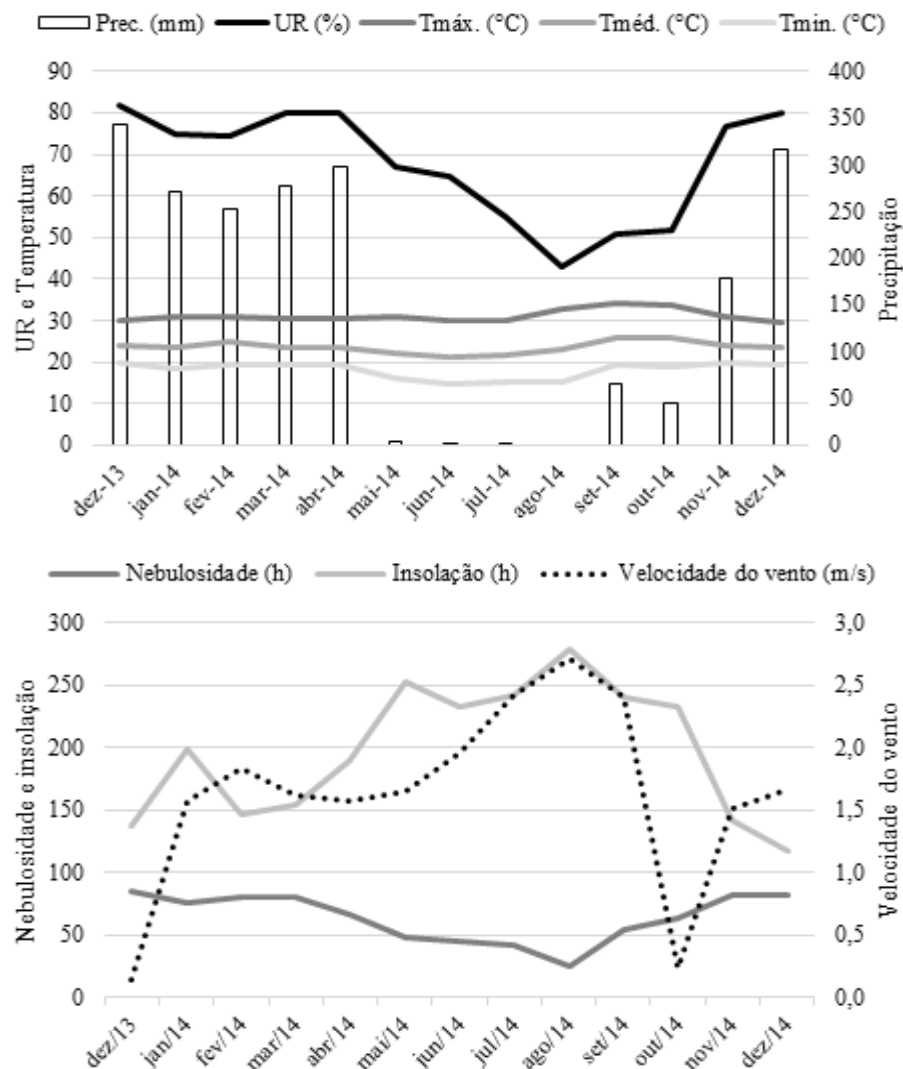 Prec. (mm) UR (%) Tmáx. (°C) Tméd. (°C) Tmin. (°C)
90 400
80 350
70 300
60 250
50 200
40 150
30 100
20 50
10 0
0
UR e Temperatura
Precipitação
dez-13 jan-14 fev-14 mar-14 abr-14 mai-14 jun-14 jul-14 ago-14 set-14 out-14 nov-14 dez-14
Nebulosidade (h) Insolação (h) Velocidade do vento (m/s)
300 3,0
250 2,5
200 2,0
150 1,5
100 1,0
50 0,5
0 0,0
Nebulosidade e insolação
Velocidade do vento
dez/13 jan/14 fev/14 mar/14 abr/14 mai/14 jun/14 jul/14 ago/14 set/14 out/14 nov/14 dez/14